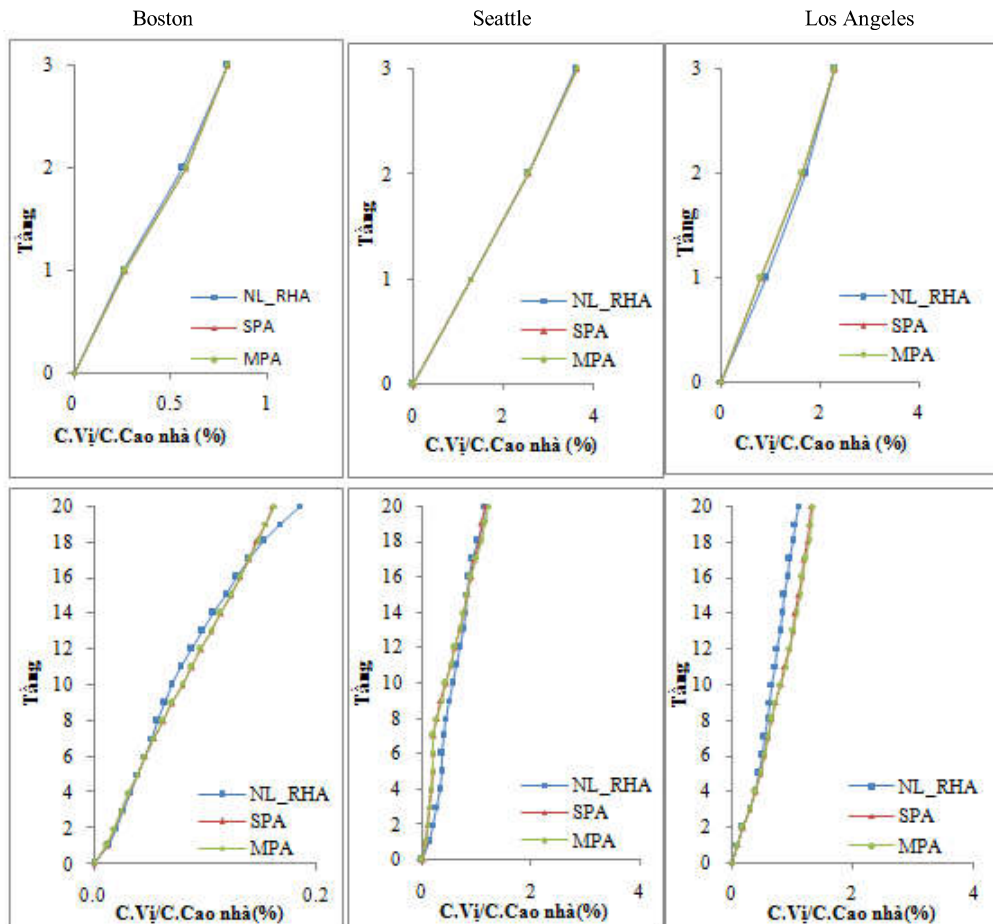 Boston
Seattle
Los Angeles
3
2
1
0
Tầng
NL_RHA
SPA
MPA
0
0.5
1
C.Vị/C.Cao nhà (%)
3
2
1
0
Tầng
NL_RHA
SPA
MPA
0
2
4
C.Vị/C.Cao nhà (%)
3
2
1
0
Tầng
NL_RHA
SPA
MPA
0
2
4
C.Vị/C.Cao nhà (%)
20
18
16
14
12
10
8
6
4
2
0
Tầng
NL_RHA
SPA
MPA
0.0
0.2
C.Vị/C.Cao nhà(%)
20
18
16
14
12
10
8
6
4
2
0
Tầng
NL_RHA
SPA
MPA
0
2
4
C.Vị/C.Cao nhà(%)
20
18
16
14
12
10
8
6
4
2
0
Tầng
NL_RHA
SPA
MPA
0
2
4
C.Vị/C.Cao nhà(%)